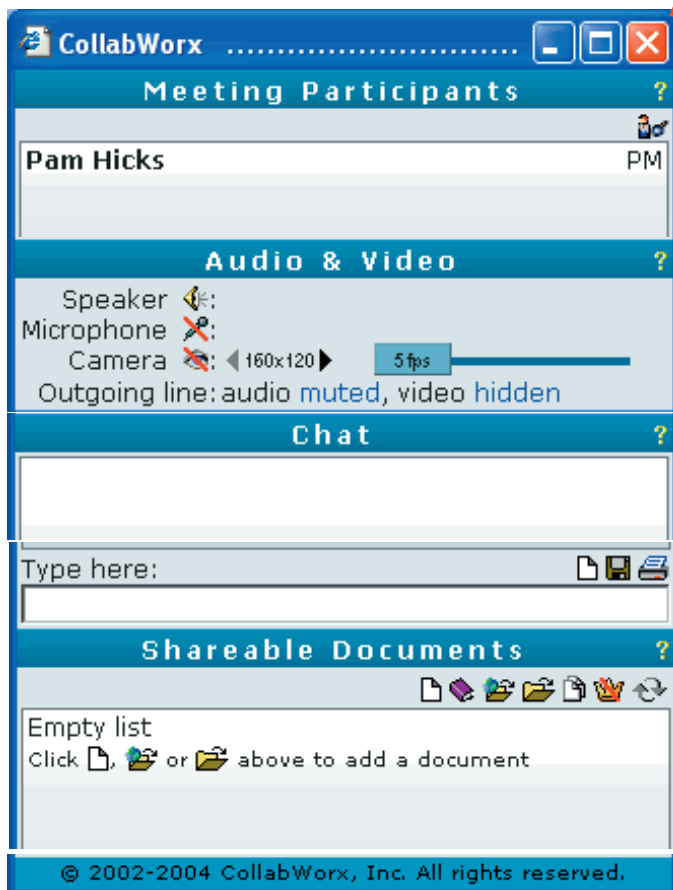 CollabWorx ..............................
Meeting Participants ?
Pam Hicks PM
Audio & Video ?
Speaker :
Microphone :
Camera : 160x120 5 fps
Outgoing line: audio muted, video hidden
Chat ?
Type here:
Shareable Documents ?
Empty list
Click , or above to add a document
© 2002-2004 CollabWorx, Inc. All rights reserved.